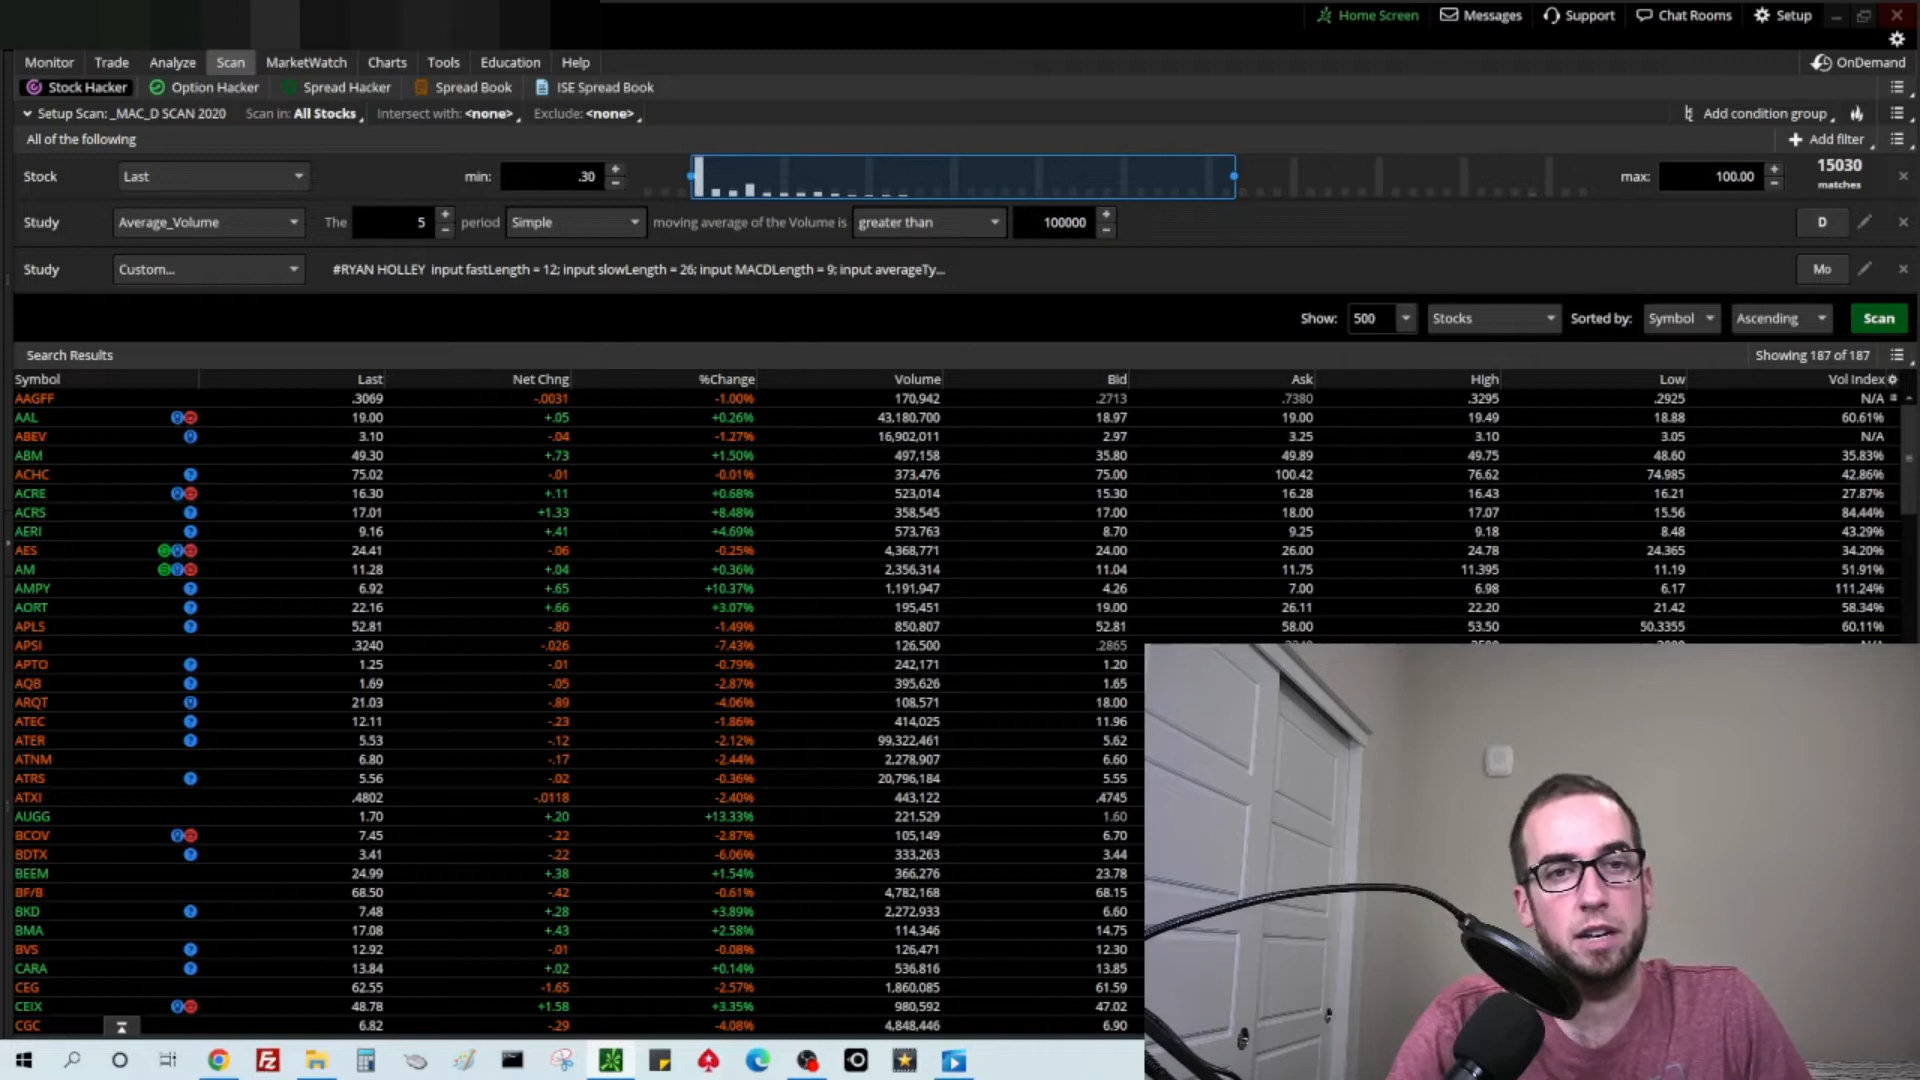 Home Screen Messages Support Chat Rooms Setup
Monitor Trade Analyze Scan MarketWatch Charts Tools Education Help OnDemand
Stock Hacker Option Hacker Spread Hacker Spread Book ISE Spread Book
Setup Scan: _MAC_D SCAN 2020 Scan in: All Stocks Intersect with: <none> Exclude: <none> Add condition group
All of the following + Add filter
Stock Last min: .30 max: 100.00 15030 matches
Study Average_Volume The 5 period Simple moving average of the Volume is greater than 100000 D
Study Custom... #RYAN HOLLEY input fastLength = 12; input slowLength = 26; input MACDLength = 9; input averageTy... Mo
Show: 500 Stocks Sorted by: Symbol Ascending Scan
Search Results Showing 187 of 187
Symbol Last Net Chng %Change Volume Bid Ask High Low Vol Index
AAGFF .3069 -.0031 -1.00% 170,942 .2713 .7380 .3295 .2925 N/A
AAL 19.00 +.05 +0.26% 43,180,700 18.97 19.00 19.49 18.88 60.61%
ABEV 3.10 -.04 -1.27% 16,902,011 2.97 3.25 3.10 3.05 N/A
ABM 49.30 +.73 +1.50% 497,158 35.80 49.89 49.75 48.60 35.83%
ACHC 75.02 -.01 -0.01% 373,476 75.00 100.42 76.62 74.985 42.86%
ACRE 16.30 +.11 +0.68% 523,014 15.30 16.28 16.43 16.21 27.87%
ACRS 17.01 +1.33 +8.48% 358,545 17.00 18.00 17.07 15.56 84.44%
AERI 9.16 +.41 +4.69% 573,763 8.70 9.25 9.18 8.48 43.29%
AES 24.41 -.06 -0.25% 4,368,771 24.00 26.00 24.78 24.365 34.20%
AM 11.28 +.04 +0.36% 2,356,314 11.04 11.75 11.395 11.19 51.91%
AMPY 6.92 +.65 +10.37% 1,191,947 4.26 7.00 6.98 6.17 111.24%
AORT 22.16 +.66 +3.07% 195,451 19.00 26.11 22.20 21.42 58.34%
APLS 52.81 -.80 -1.49% 850,807 52.81 58.00 53.50 50.3355 60.11%
APSI .3240 -.026 -7.43% 126,500 .2865
APTO 1.25 -.01 -0.79% 242,171 1.20
AQB 1.69 -.05 -2.87% 395,626 1.65
ARQT 21.03 -.89 -4.06% 108,571 18.00
ATEC 12.11 -.23 -1.86% 414,025 11.96
ATER 5.53 -.12 -2.12% 99,322,461 5.62
ATNM 6.80 -.17 -2.44% 2,278,907 6.60
ATRS 5.56 -.02 -0.36% 20,796,184 5.55
ATXI .4802 -.0118 -2.40% 443,122 .4745
AUGG 1.70 +.20 +13.33% 221,529 1.60
BCOV 7.45 -.22 -2.87% 105,149 6.70
BDTX 3.41 -.22 -6.06% 333,263 3.44
BEEM 24.99 +.38 +1.54% 366,276 23.78
BF/B 68.50 -.42 -0.61% 4,782,168 68.15
BKD 7.48 +.28 +3.89% 2,272,933 6.60
BMA 17.08 +.43 +2.58% 114,346 14.75
BVS 12.92 -.01 -0.08% 126,471 12.30
CARA 13.84 +.02 +0.14% 536,816 13.85
CEG 62.55 -1.65 -2.57% 1,860,085 61.59
CEIX 48.78 +1.58 +3.35% 980,592 47.02
CGC 6.82 -.29 -4.08% 4,848,446 6.90